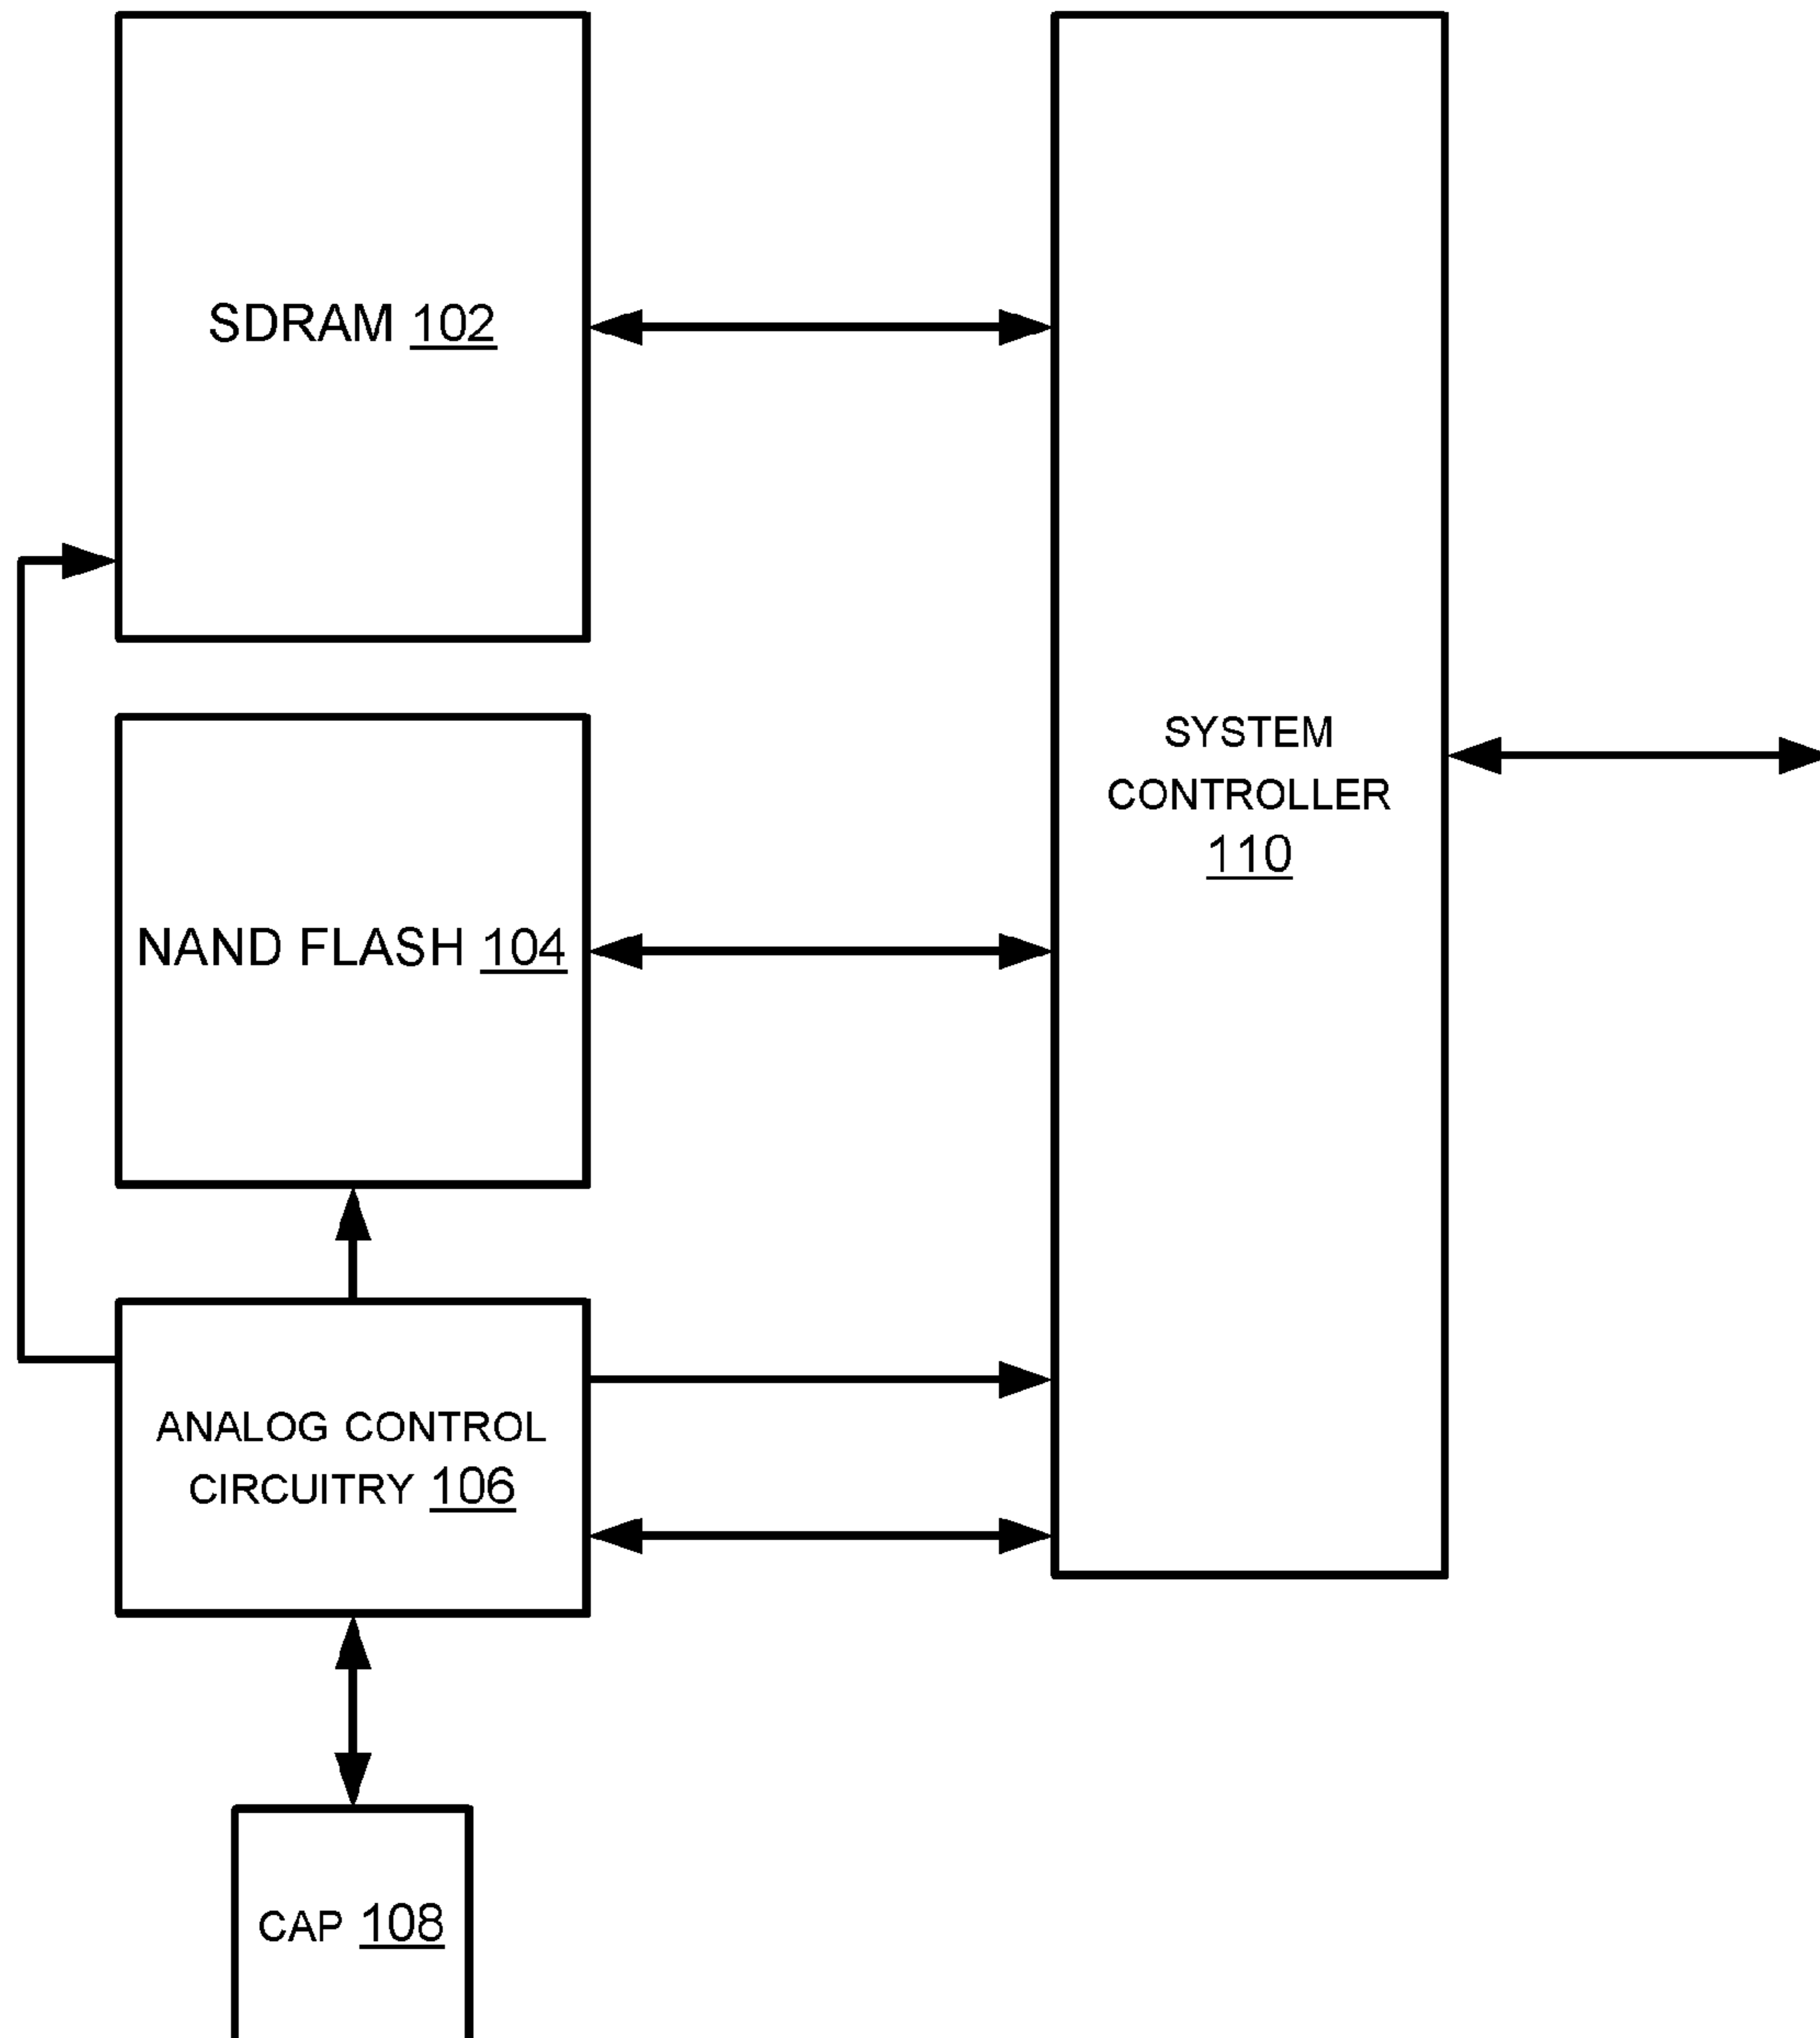 SDRAM 102
SYSTEM
CONTROLLER
110
NAND FLASH 104
ANALOG CONTROL
CIRCUITRY 106
CAP 108